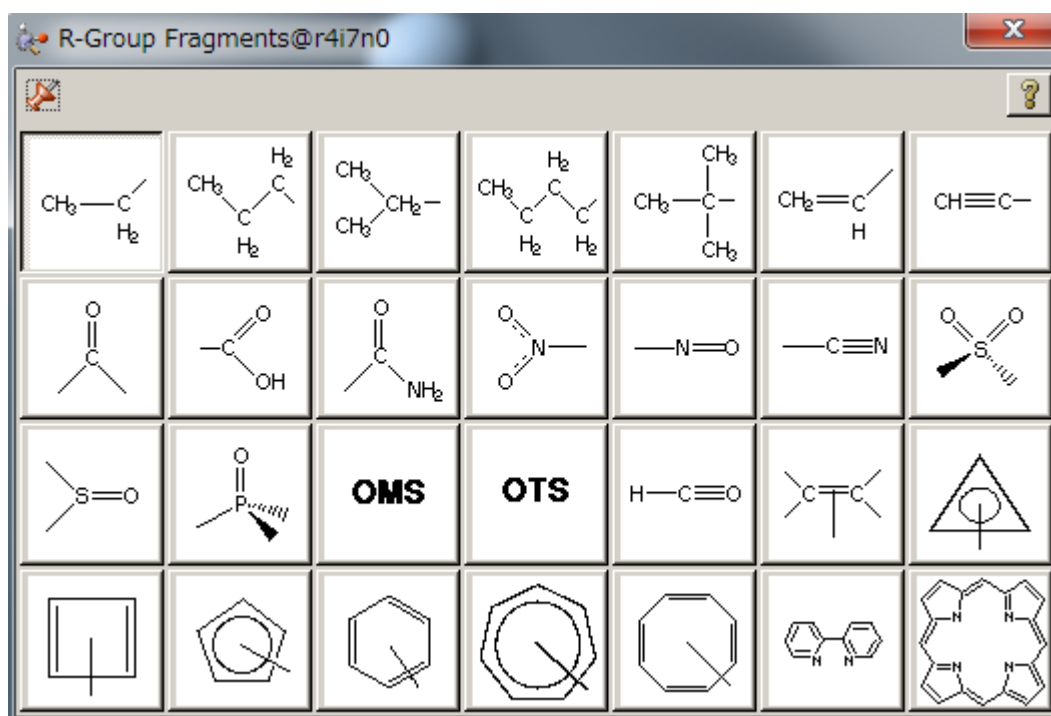 R-Group Fragments@r4i7n0
?
CH3 C
H2
H2
CH3 C
C
H2
CH3
CH2
CH3
H2
CH3 C
C C
H2 H2
CH3
CH3 C
CH3
CH2 C
H
CH C
O
C
O
C
OH
O
C
NH2
O
N
O
N O
C N
O O
S
S O
O
P
OMS
OTS
H C O
C C
N N
N N
N N